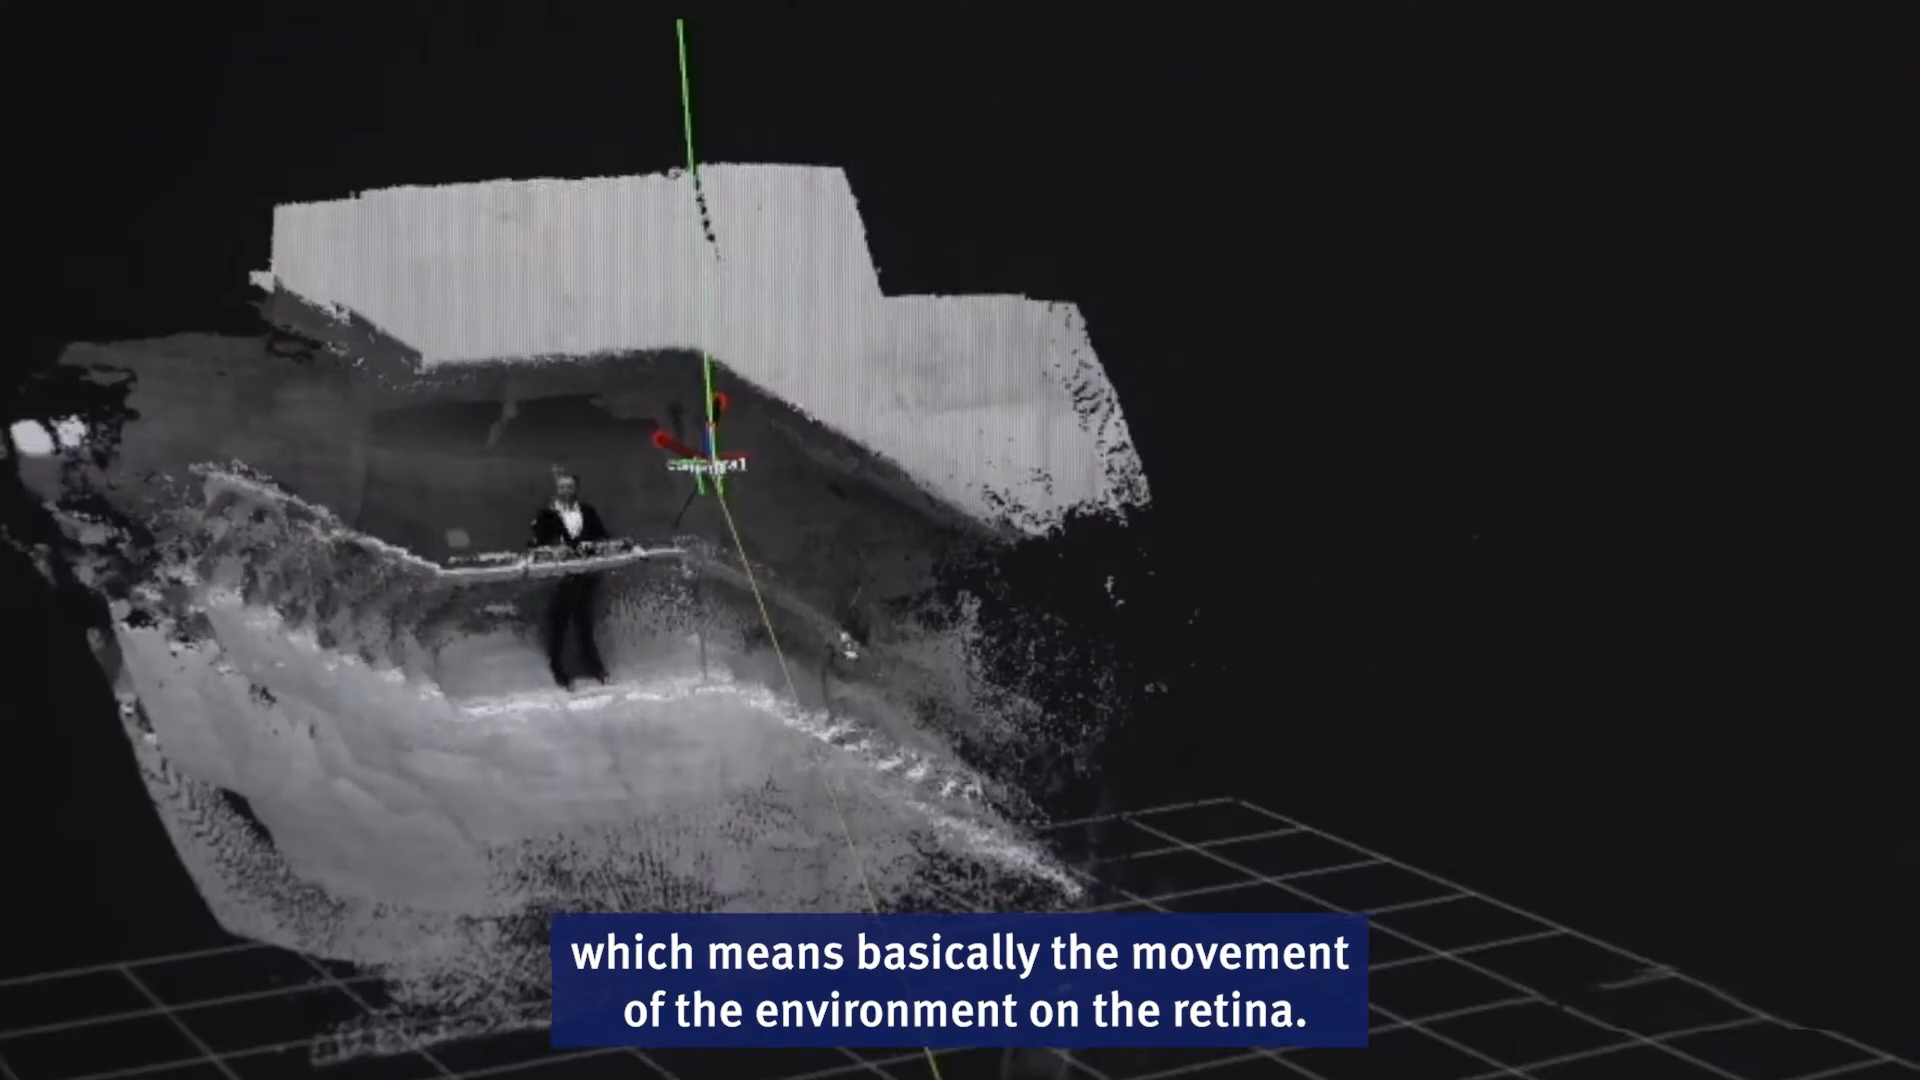 which means basically the movement
of the environment on the retina.